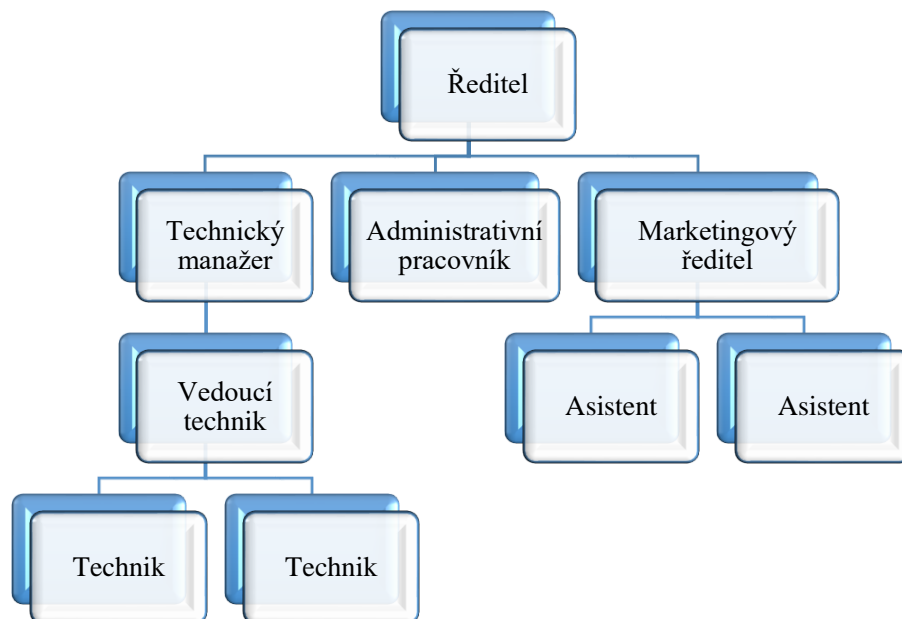 Ředitel
Technický
manažer
Administrativní
pracovník
Marketingový
ředitel
Vedoucí
technik
Asistent
Asistent
Technik
Technik